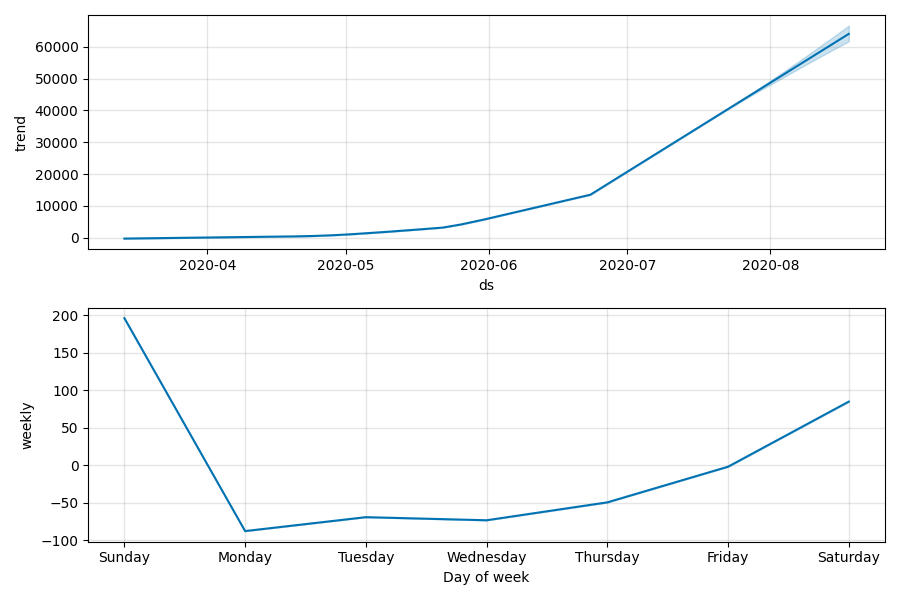 60000
50000
40000
30000
20000
10000
0
trend
2020-04 2020-05 2020-06 2020-07 2020-08
ds
200
150
100
50
0
−50
−100
weekly
Sunday Monday Tuesday Wednesday Thursday Friday Saturday
Day of week